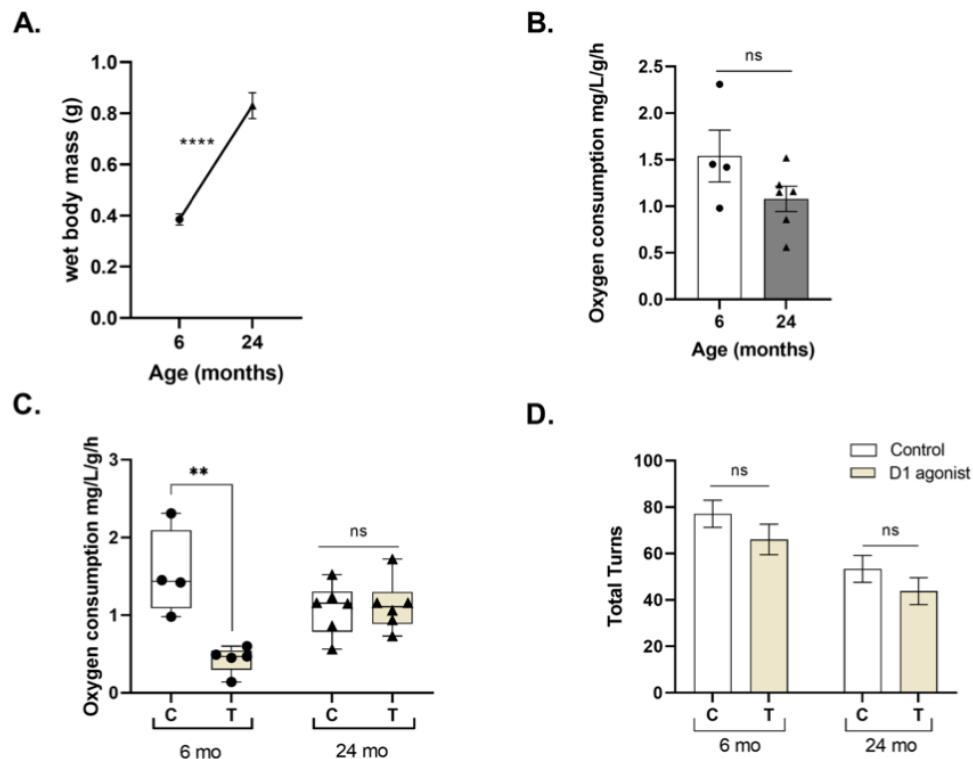 A.
wet body mass (g)
1.0
0.8
0.6
0.4
0.2
0.0
****
6 24
Age (months)
B.
Oxygen consumption mg/L/g/h
2.5
2.0
1.5
1.0
0.5
0.0
ns
6 24
Age (months)
C.
Oxygen consumption mg/L/g/h
3
2
1
0
**
ns
C T C T
6 mo 24 mo
D.
Control
D1 agonist
Total Turns
100
80
60
40
20
0
ns
ns
C T C T
6 mo 24 mo